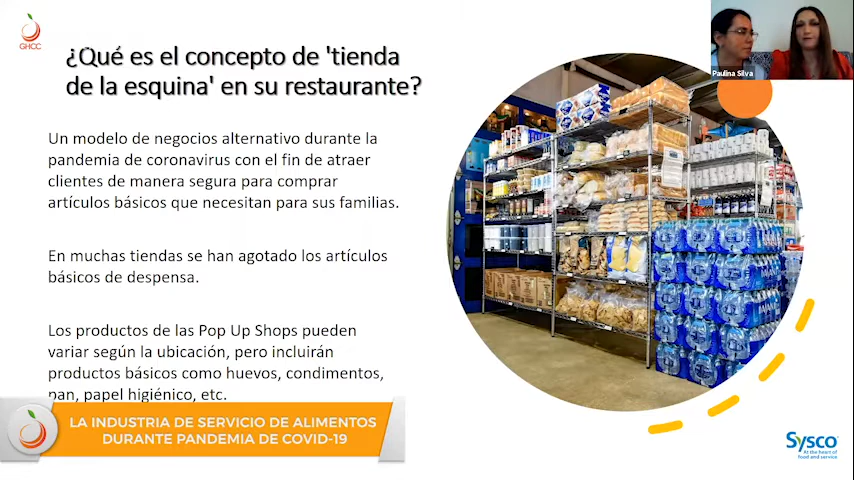 GHCC
¿Qué es el concepto de 'tienda
de la esquina' en su restaurante?
Paulina Silva
Un modelo de negocios alternativo durante la
pandemia de coronavirus con el fin de atraer
clientes de manera segura para comprar
artículos básicos que necesitan para sus familias.
En muchas tiendas se han agotado los artículos
básicos de despensa.
Los productos de las Pop Up Shops pueden
variar según la ubicación, pero incluirán
productos básicos como huevos, condimentos,
pan, papel higiénico, etc.
LA INDUSTRIA DE SERVICIO DE ALIMENTOS
DURANTE PANDEMIA DE COVID-19
Sysco
At the heart of
food and service